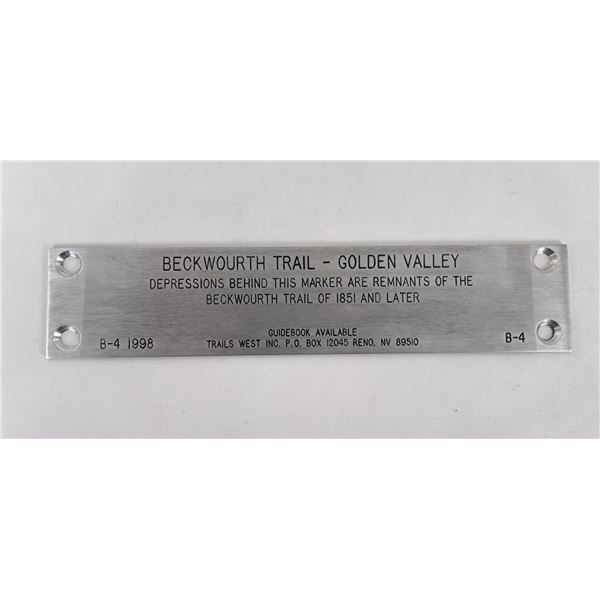 BECKWOURTH TRAIL - GOLDEN VALLEY
DEPRESSIONS BEHIND THIS MARKER ARE REMNANTS OF THE
BECKWOURTH TRAIL OF 1851 AND LATER
GUIDEBOOK AVAILABLE
B-4 1998 TRAILS WEST INC. P.O. BOX 12045 RENO, NV 89510 B-4